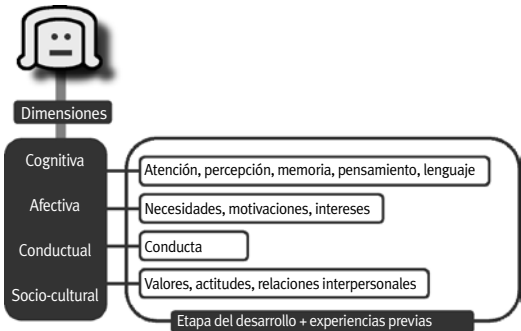 Dimensiones
Cognitiva
Atención, percepción, memoria, pensamiento, lenguaje
Afectiva
Necesidades, motivaciones, intereses
Conductual
Conducta
Socio-cultural
Valores, actitudes, relaciones interpersonales
Etapa del desarrollo + experiencias previas